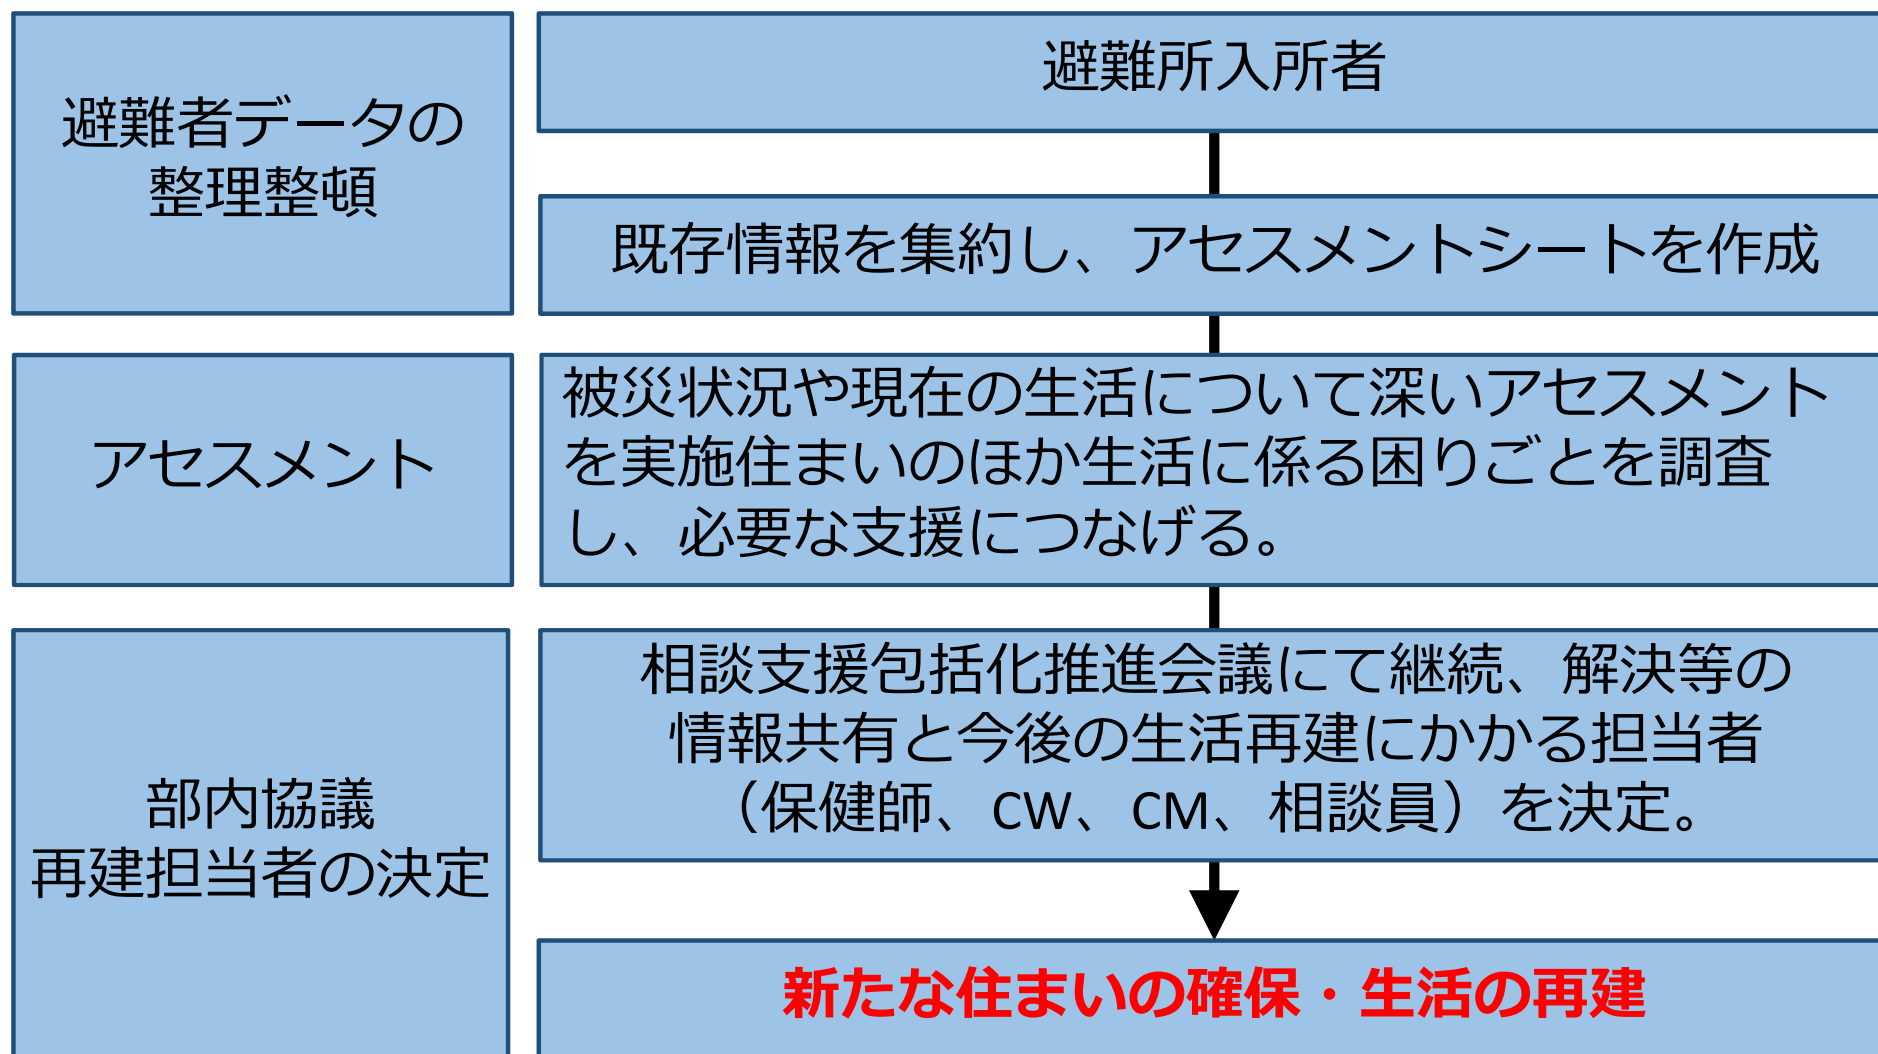 避難者データの
整理整頓
避難所入所者
既存情報を集約し、アセスメントシートを作成
アセスメント
被災状況や現在の生活について深いアセスメント
を実施住まいのほか生活に係る困りごとを調査
し、必要な支援につなげる。
部内協議
再建担当者の決定
相談支援包括化推進会議にて継続、解決等の
情報共有と今後の生活再建にかかる担当者
（保健師、CW、CM、相談員）を決定。
新たな住まいの確保・生活の再建